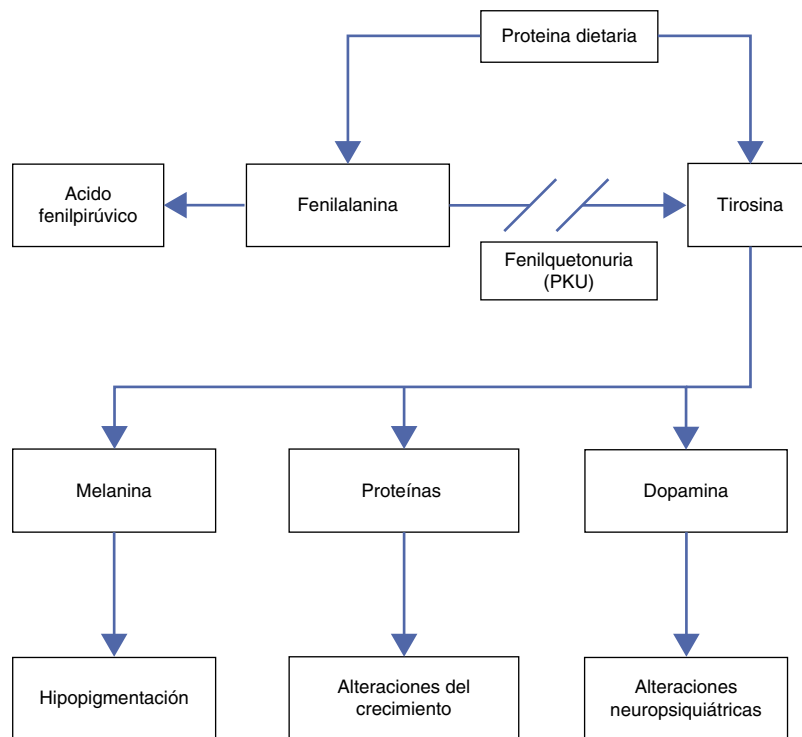 Proteina dietaria
Acido
fenilpirúvico
Fenilalanina
Tirosina
Fenilquetonuria
(PKU)
Melanina
Proteínas
Dopamina
Hipopigmentación
Alteraciones del
crecimiento
Alteraciones
neuropsiquiátricas